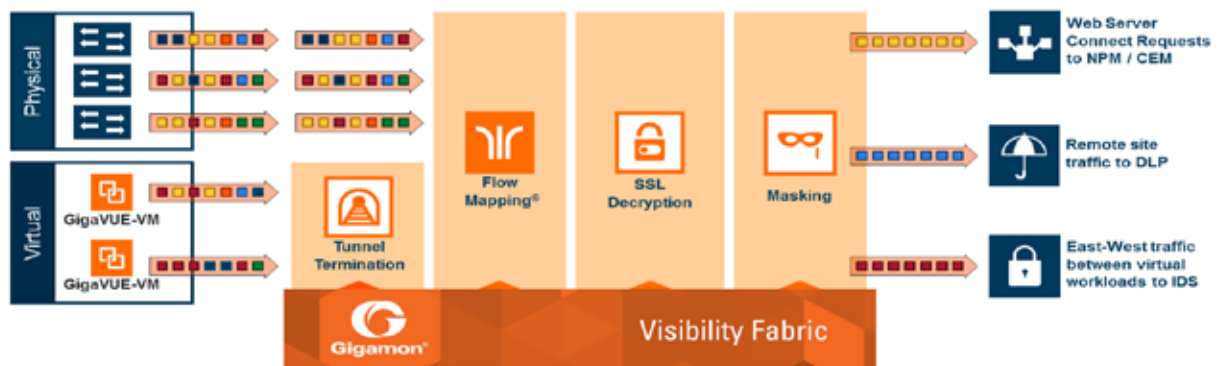 Physical
Virtual
GigaVUE-VM
GigaVUE-VM
Tunnel
Termination
Flow
Mapping®
SSL
Decryption
Masking
Web Server
Connect Requests
to NPM / CEM
Remote site
traffic to DLP
East-West traffic
between virtual
workloads to IDS
Gigamon®
Visibility Fabric